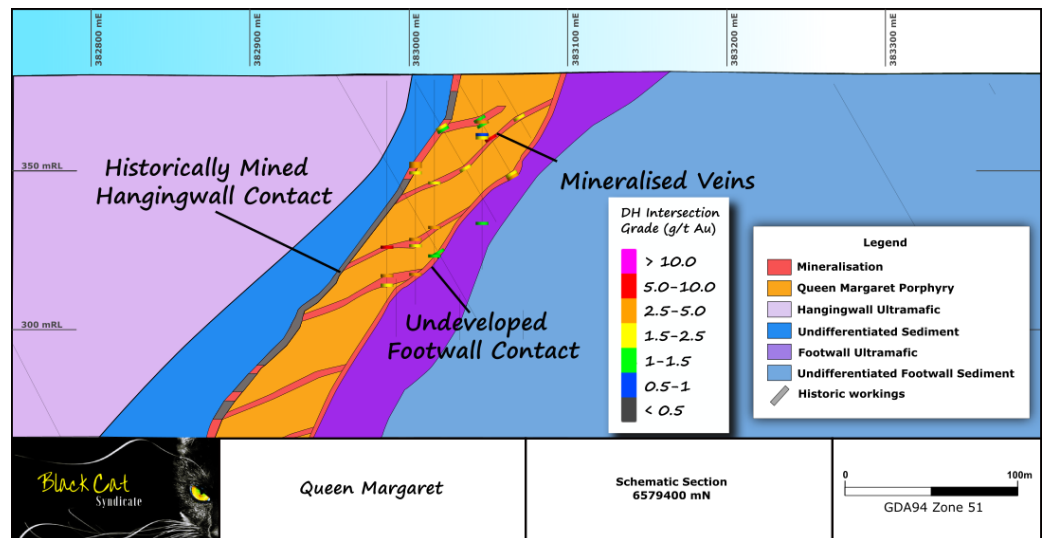 382800 mE
382900 mE
383000 mE
383100 mE
383200 mE
383300 mE
350 mRL
Historically Mined
Hangingwall Contact
Mineralised Veins
300 mRL
Undeveloped
Footwall Contact
DH Intersection
Grade (g/t Au)
> 10.0
5.0-10.0
2.5-5.0
1.5-2.5
1-1.5
0.5-1
< 0.5
Legend
Mineralisation
Queen Margaret Porphyry
Hangingwall Ultramafic
Undifferentiated Sediment
Footwall Ultramafic
Undifferentiated Footwall Sediment
Historic workings
Black Cat
Syndicate
Queen Margaret
Schematic Section
6579400 mN
0 100m
GDA94 Zone 51